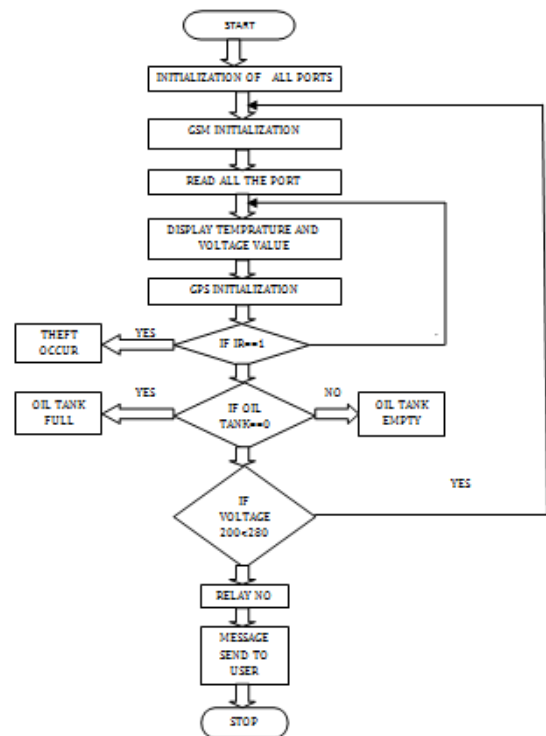 START
INITIALIZATION OF ALL PORTS
GSM INITIALIZATION
READ ALL THE PORT
DISPLAY TEMPRATURE AND
VOLTAGE VALUE
GPS INITIALIZATION
THEFT
OCCUR
YES
IF IR==1
OIL TANK
FULL
YES
IF OIL
TANK==0
NO
OIL TANK
EMPTY
YES
IF
VOLTAGE
200<280
RELAY NO
MESSAGE
SEND TO
USER
STOP